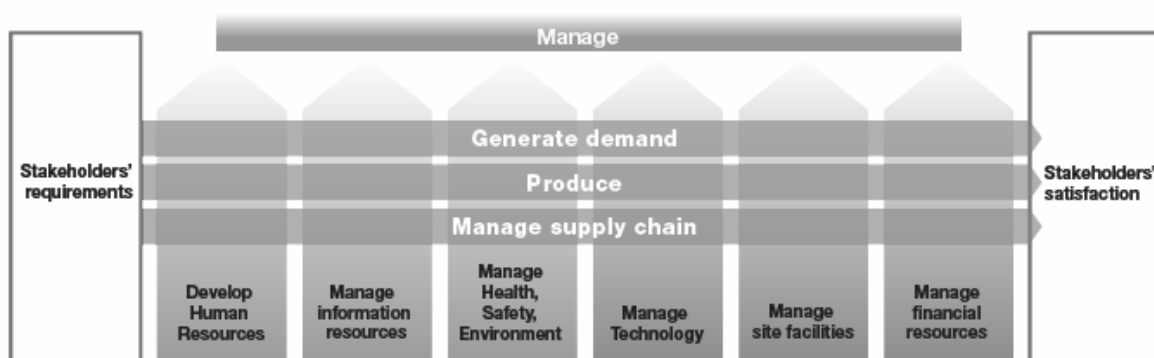 Manage
Generate demand
Produce
Manage supply chain
Stakeholders'
requirements
Stakeholders'
satisfaction
Develop
Human
Resources
Manage
information
resources
Manage
Health,
Safety,
Environment
Manage
Technology
Manage
site facilities
Manage
financial
resources